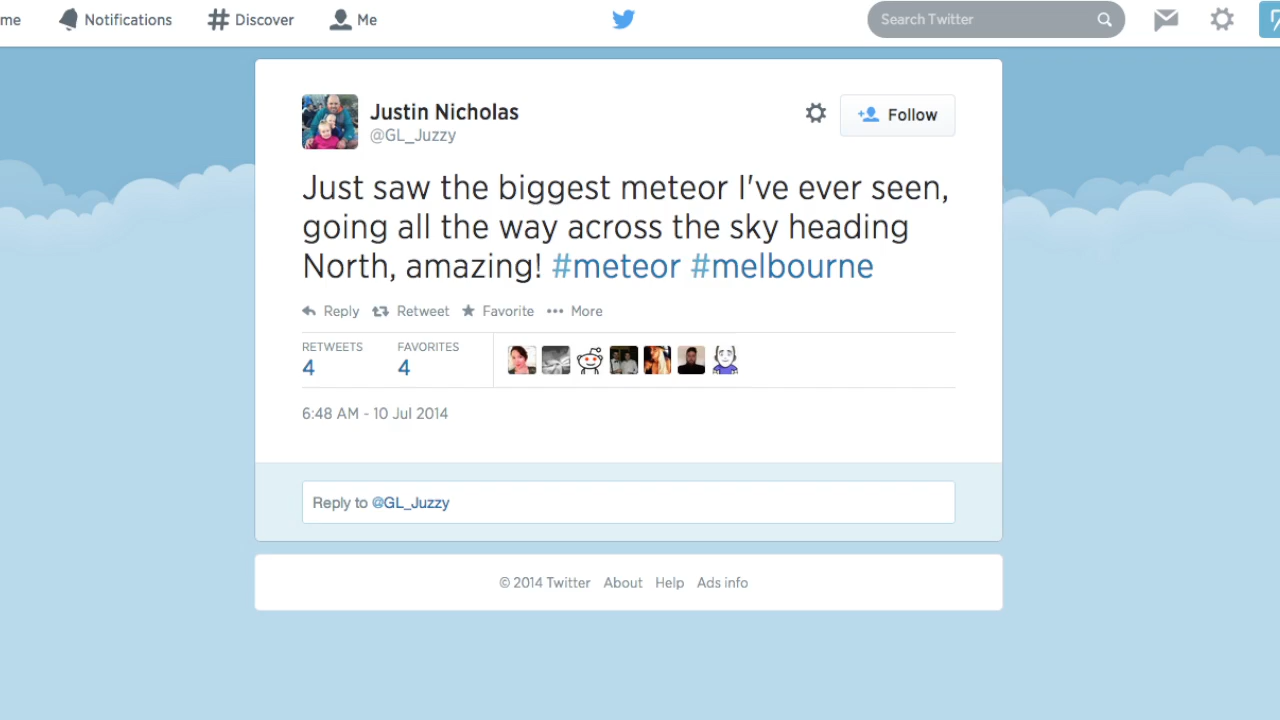 me Notifications Discover Me Search Twitter
Justin Nicholas
@GL_Juzzy
Follow
Just saw the biggest meteor I've ever seen,
going all the way across the sky heading
North, amazing! #meteor #melbourne
Reply Retweet Favorite More
RETWEETS FAVORITES
4 4
6:48 AM - 10 Jul 2014
Reply to @GL_Juzzy
© 2014 Twitter About Help Ads info